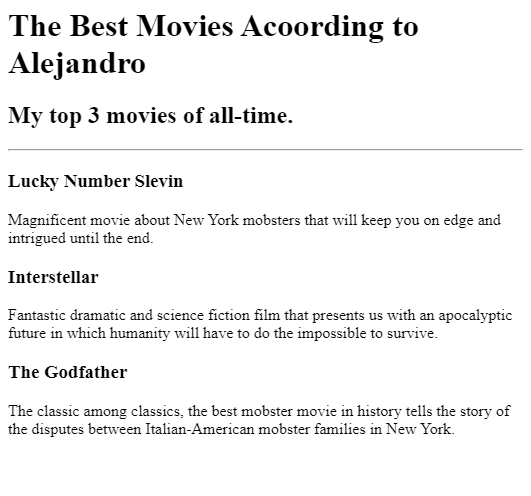 The Best Movies Acoording to
Alejandro
My top 3 movies of all-time.
Lucky Number Slevin
Magnificent movie about New York mobsters that will keep you on edge and
intrigued until the end.
Interstellar
Fantastic dramatic and science fiction film that presents us with an apocalyptic
future in which humanity will have to do the impossible to survive.
The Godfather
The classic among classics, the best mobster movie in history tells the story of
the disputes between Italian-American mobster families in New York.